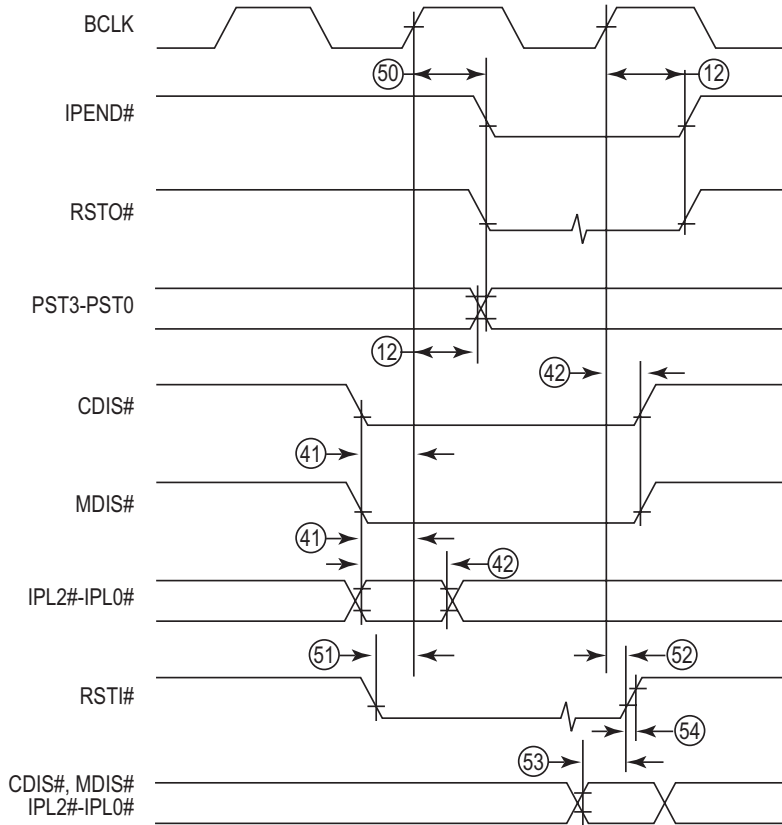 BCLK
50
12
IPEND#
RSTO#
PST3-PST0
12
42
CDIS#
41
MDIS#
41
42
IPL2#-IPL0#
51
52
RSTI#
54
53
CDIS#, MDIS#
IPL2#-IPL0#